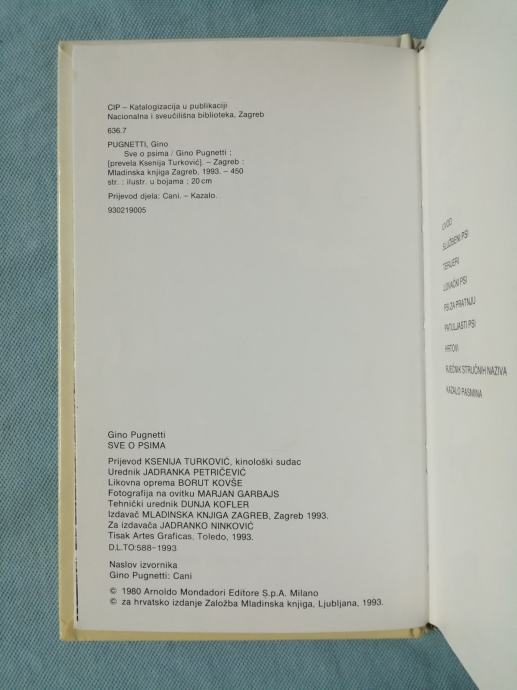 CIP – Katalogizacija u publikaciji
Nacionalna i sveučilišna biblioteka, Zagreb
636.7
PUGNETTI, Gino
Sve o psima / Gino Pugnetti ;
[prevela Ksenija Turković]. – Zagreb :
Mladinska knjiga Zagreb, 1993. – 450
str. : ilustr. u bojama ; 20 cm
Prijevod djela: Cani. – Kazalo.
930219005
Gino Pugnetti
SVE O PSIMA
Prijevod KSENIJA TURKOVIĆ, kinološki sudac
Urednik JADRANKA PETRIČEVIĆ
Likovna oprema BORUT KOVŠE
Fotografija na ovitku MARJAN GARBAJS
Tehnički urednik DUNJA KOFLER
Izdavač MLADINSKA KNJIGA ZAGREB, Zagreb 1993.
Za izdavača JADRANKO NINKOVIĆ
Tisak Artes Graficas, Toledo, 1993.
D.L.TO:588–1993
Naslov izvornika
Gino Pugnetti: Cani
© 1980 Arnoldo Mondadori Editore S.p.A. Milano
© za hrvatsko izdanje Založba Mladinska knjiga, Ljubljana, 1993.
UVOD
SLUŽBENI PSI
TERIJERI
LOVAČKI PSI
PSI ZA PRATNJU
PATULJASTI PSI
HRTOVI
RJEČNIK STRUČNIH NAZIVA
KAZALO PASMINA